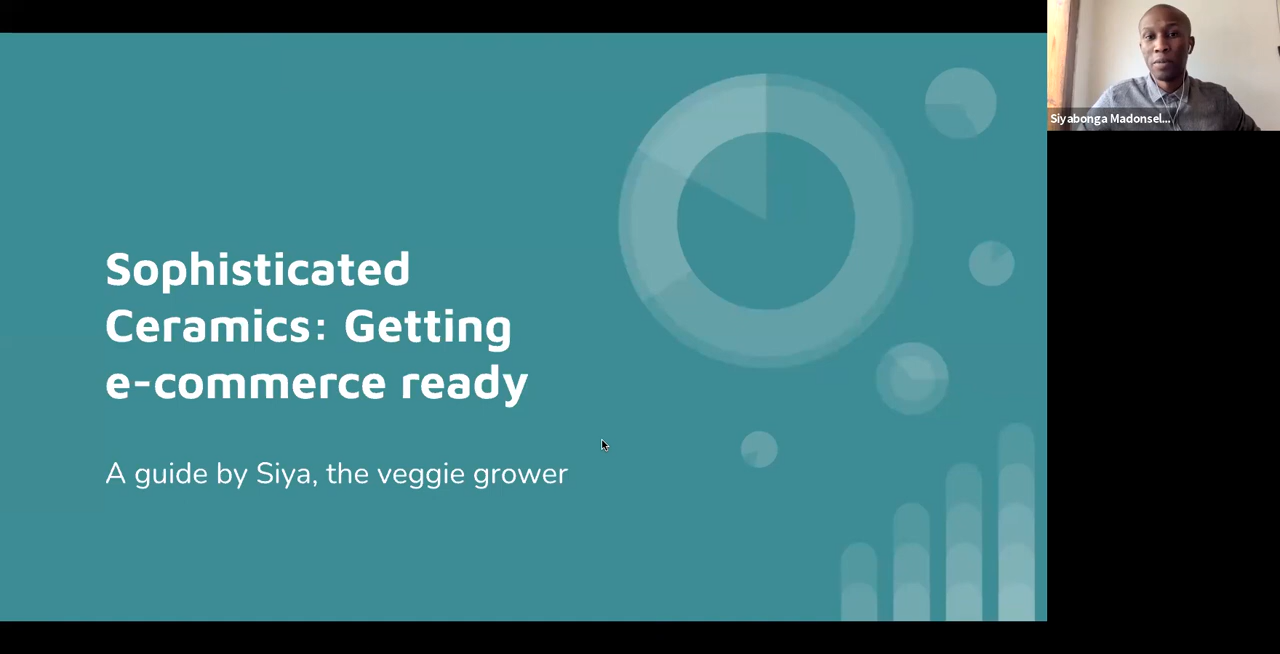 Sophisticated
Ceramics: Getting
e-commerce ready
A guide by Siya, the veggie grower
Siyabonga Madonsel...